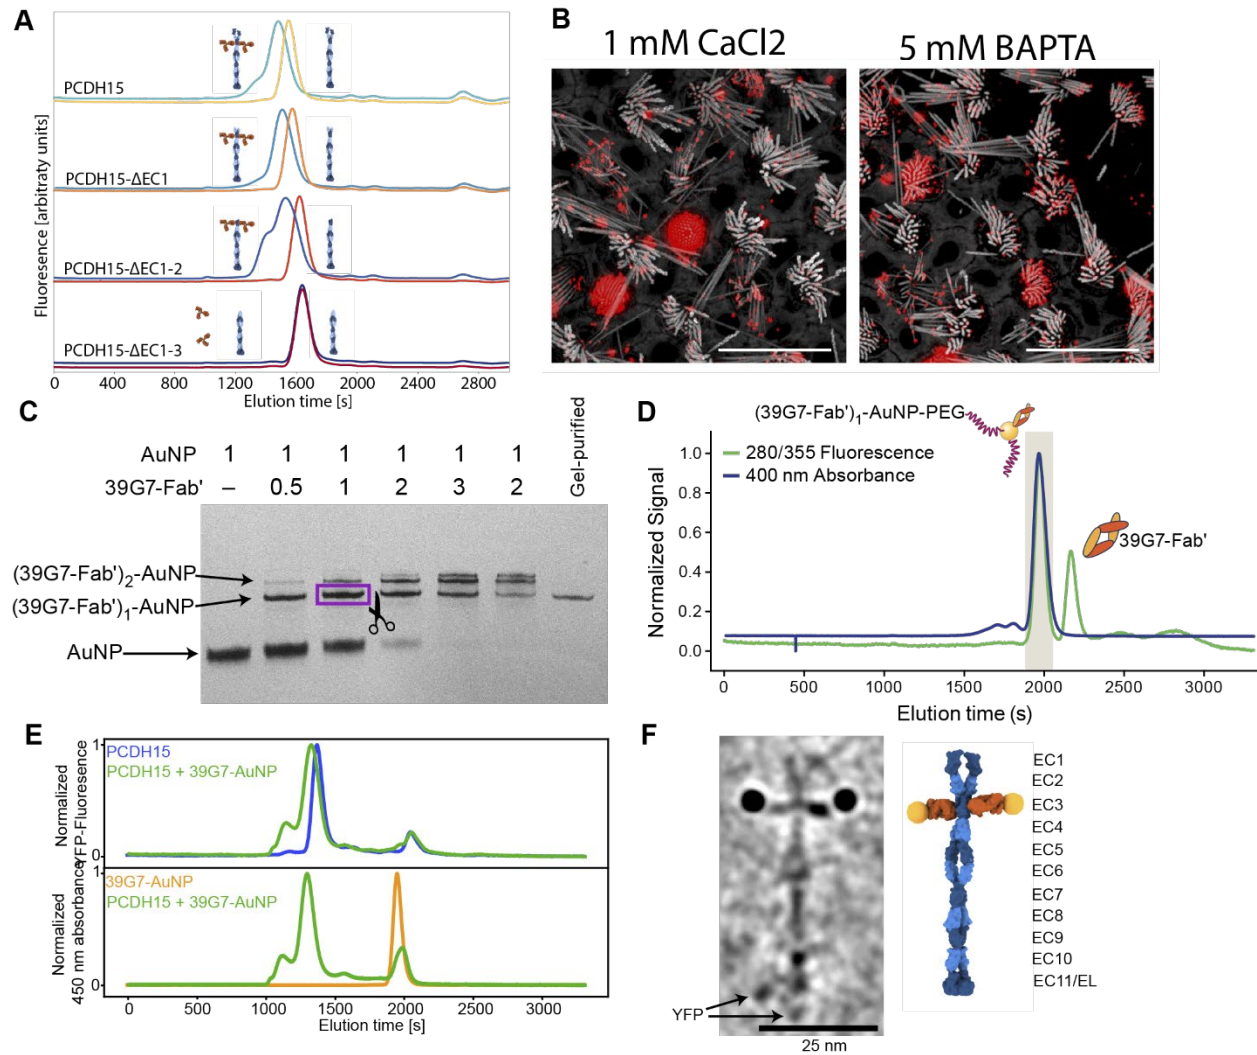 A
PCDH15
PCDH15-ΔEC1
PCDH15-ΔEC1-2
PCDH15-ΔEC1-3
Fluoresence [arbitraty units]
0 400 800 1200 1600 2000 2400 2800
Elution time [s]
B
1 mM CaCl2
5 mM BAPTA
C
AuNP 1 1 1 1 1 1
39G7-Fab' – 0.5 1 2 3 2
Gel-purified
(39G7-Fab')2-AuNP
(39G7-Fab')1-AuNP
AuNP
D
(39G7-Fab')1-AuNP-PEG
280/355 Fluorescence
400 nm Absorbance
39G7-Fab'
Normalized Signal
1.0
0.8
0.6
0.4
0.2
0.0
0 500 1000 1500 2000 2500 3000
Elution time (s)
E
Normalized
YFP-Fluoresence
1
0
PCDH15
PCDH15 + 39G7-AuNP
Normalized
450 nm absorbance
1
0
39G7-AuNP
PCDH15 + 39G7-AuNP
0 500 1000 1500 2000 2500 3000
Elution time [s]
F
YFP
25 nm
EC1
EC2
EC3
EC4
EC5
EC6
EC7
EC8
EC9
EC10
EC11/EL